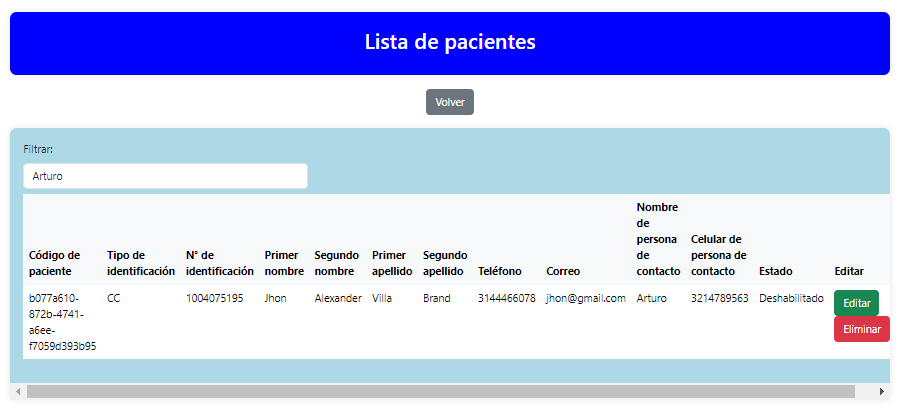 Lista de pacientes
Volver
Filtrar:
Arturo
Código de paciente Tipo de identificación N° de identificación Primer nombre Segundo nombre Primer apellido Segundo apellido Teléfono Correo Nombre de persona de contacto Celular de persona de contacto Estado Editar
b077a610-872b-4741-a6ee-f7059d393b95 CC 1004075195 Jhon Alexander Villa Brand 3144466078 jhon@gmail.com Arturo 3214789563 Deshabilitado Editar
Eliminar